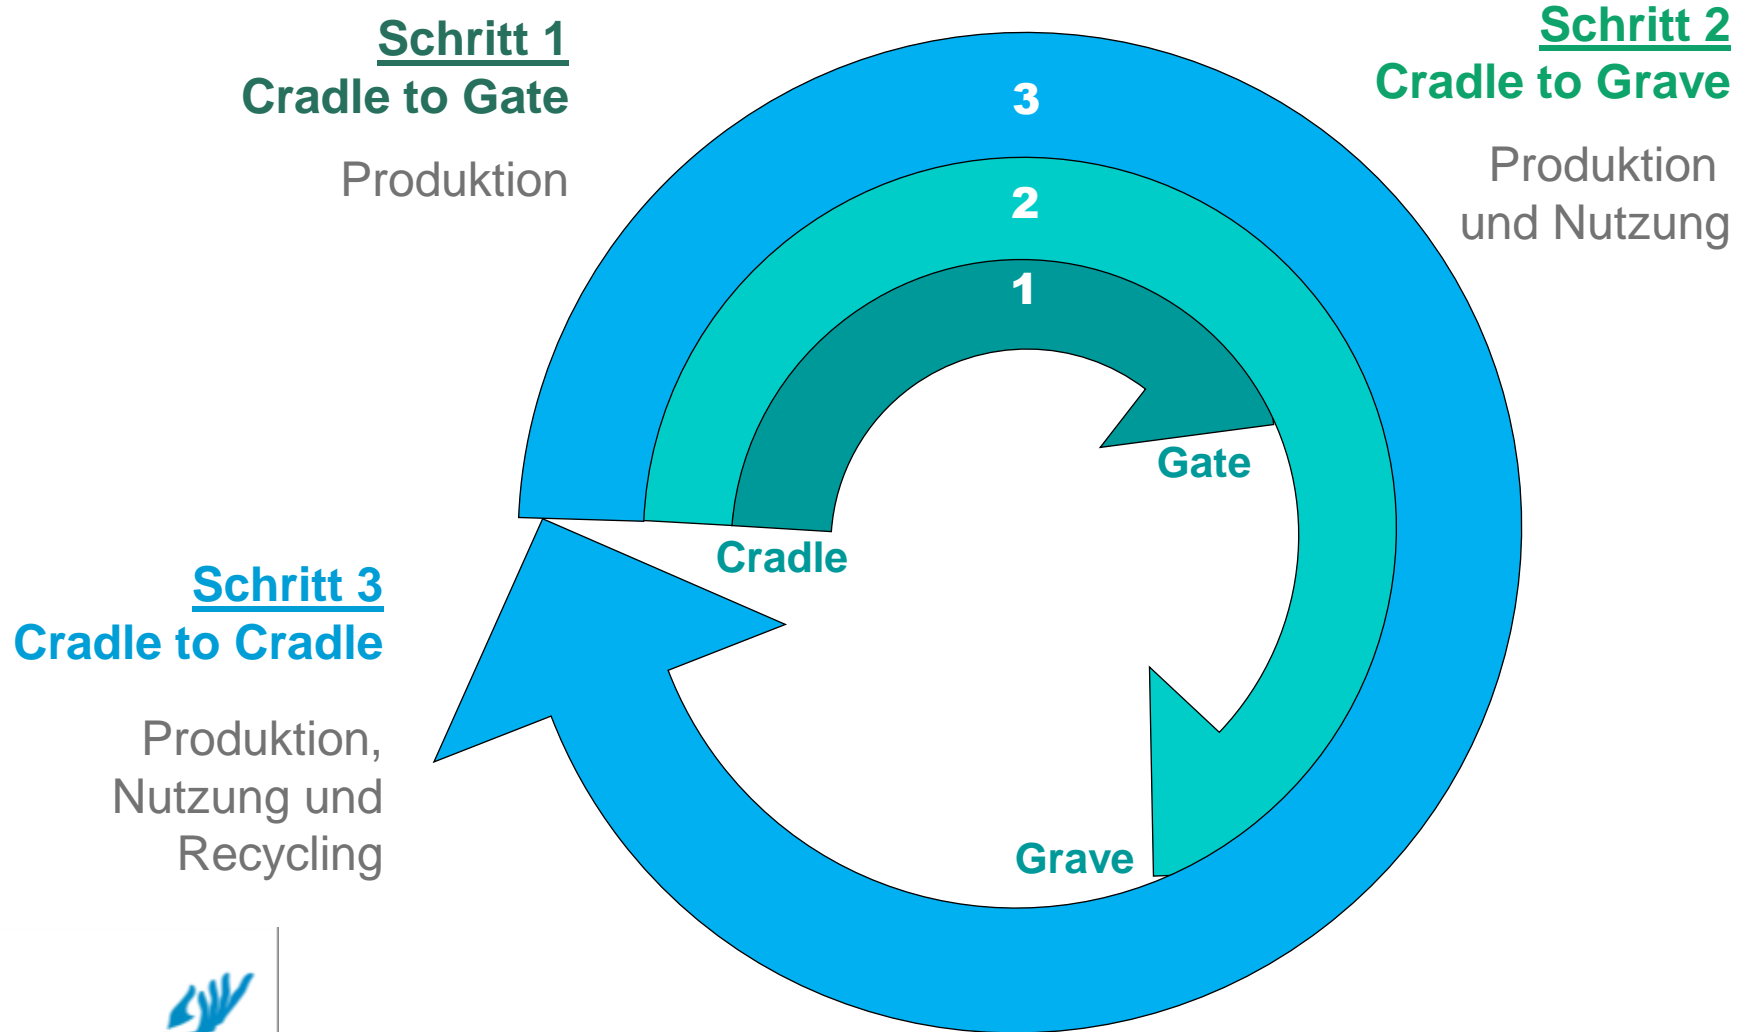 Schritt 1
Cradle to Gate
Produktion
Schritt 2
Cradle to Grave
Produktion
und Nutzung
3
2
1
Gate
Cradle
Schritt 3
Cradle to Cradle
Produktion,
Nutzung und
Recycling
Grave